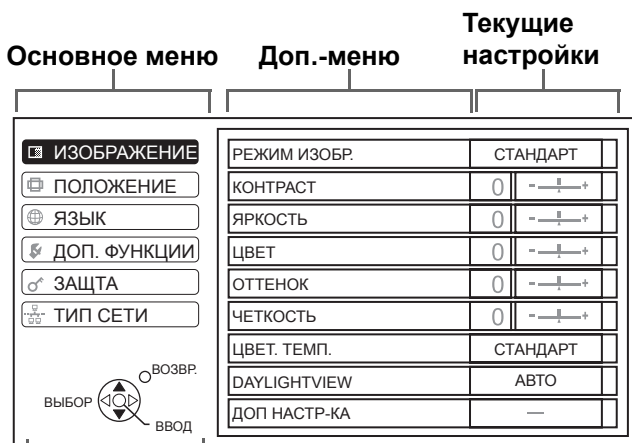 Основное меню
Доп.-меню
Текущие
настройки
ИЗОБРАЖЕНИЕ
ПОЛОЖЕНИЕ
ЯЗЫК
ДОП. ФУНКЦИИ
ЗАЩТА
ТИП СЕТИ
ВОЗВР.
ВЫБОР
ВВОД
РЕЖИМ ИЗОБР. СТАНДАРТ
КОНТРАСТ 0 - +
ЯРКОСТЬ 0 - +
ЦВЕТ 0 - +
ОТТЕНОК 0 - +
ЧЕТКОСТЬ 0 - +
ЦВЕТ. ТЕМП. СТАНДАРТ
DAYLIGHTVIEW АВТО
ДОП НАСТР-КА —